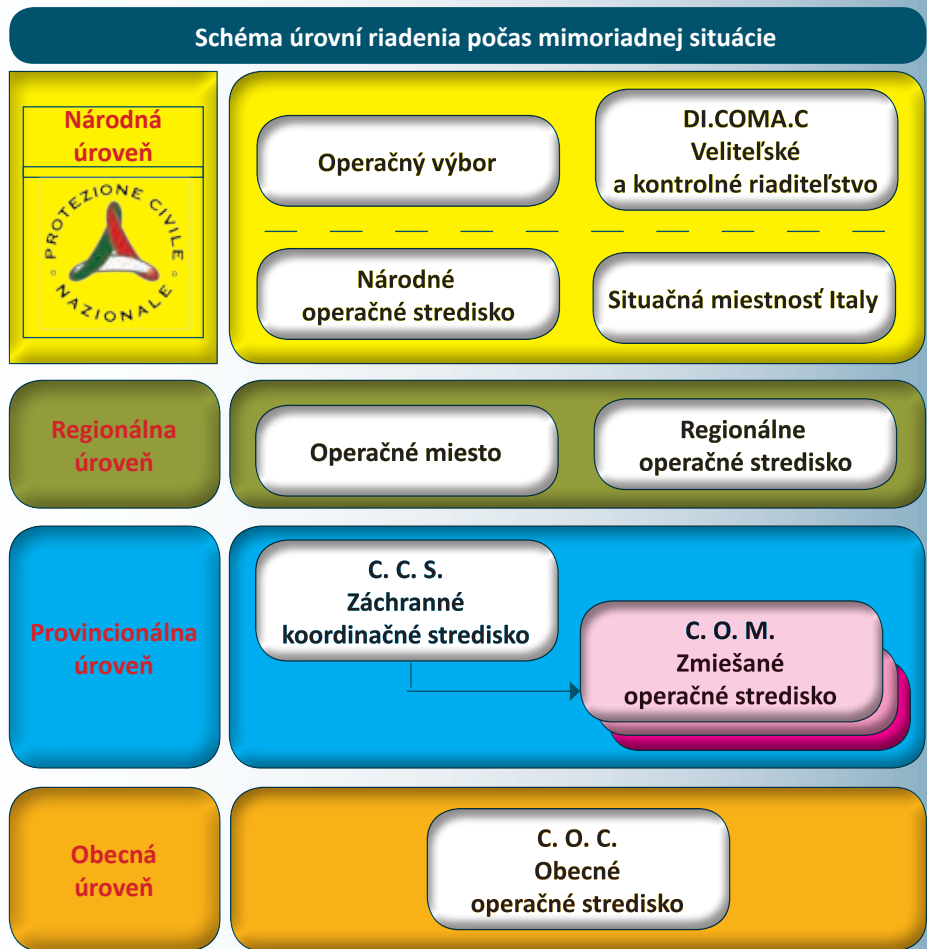 Schéma úrovní riadenia počas mimoriadnej situácie
Národná
úroveň
PROTEZIONE CIVILE
NAZIONALE
Operačný výbor
DI.COMA.C
Veliteľské
a kontrolné riaditeľstvo
Národné
operačné stredisko
Situačná miestnosť Italy
Regionálna
úroveň
Operačné miesto
Regionálne
operačné stredisko
Provincionálna
úroveň
C. C. S.
Záchranné
koordinačné stredisko
C. O. M.
Zmiešané
operačné stredisko
Obecná
úroveň
C. O. C.
Obecné
operačné stredisko